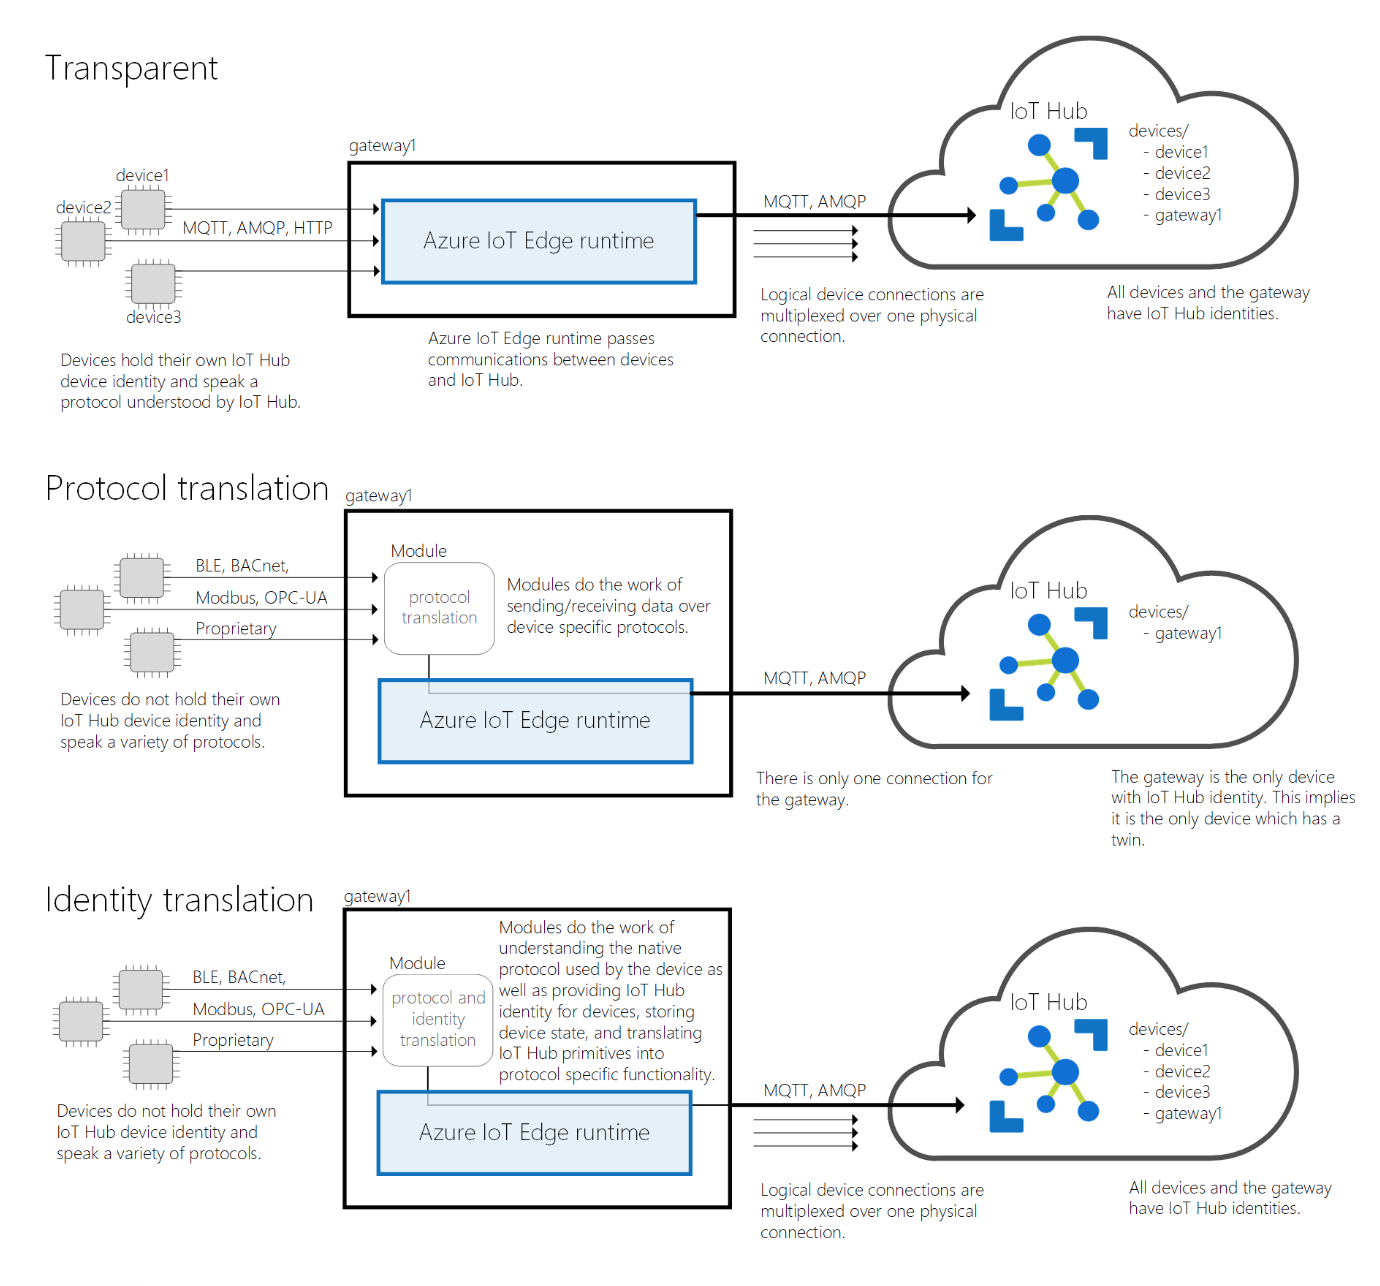 Transparent
gateway1
device1
device2
device3
MQTT, AMQP, HTTP
Azure IoT Edge runtime
MQTT, AMQP
IoT Hub
devices/
- device1
- device2
- device3
- gateway1
Devices hold their own IoT Hub
device identity and speak a
protocol understood by IoT Hub.
Azure IoT Edge runtime passes
communications between devices
and IoT Hub.
Logical device connections are
multiplexed over one physical
connection.
All devices and the gateway
have IoT Hub identities.
Protocol translation
gateway1
BLE, BACnet,
Modbus, OPC-UA
Proprietary
Module
protocol
translation
Modules do the work of
sending/receiving data over
device specific protocols.
Azure IoT Edge runtime
MQTT, AMQP
IoT Hub
devices/
- gateway1
Devices do not hold their own
IoT Hub device identity and
speak a variety of protocols.
There is only one connection for
the gateway.
The gateway is the only device
with IoT Hub identity. This implies
it is the only device which has a
twin.
Identity translation
gateway1
BLE, BACnet,
Modbus, OPC-UA
Proprietary
Module
protocol and
identity
translation
Modules do the work of
understanding the native
protocol used by the device as
well as providing IoT Hub
identity for devices, storing
device state, and translating
IoT Hub primitives into
protocol specific functionality.
Azure IoT Edge runtime
MQTT, AMQP
IoT Hub
devices/
- device1
- device2
- device3
- gateway1
Devices do not hold their own
IoT Hub device identity and
speak a variety of protocols.
Logical device connections are
multiplexed over one physical
connection.
All devices and the gateway
have IoT Hub identities.